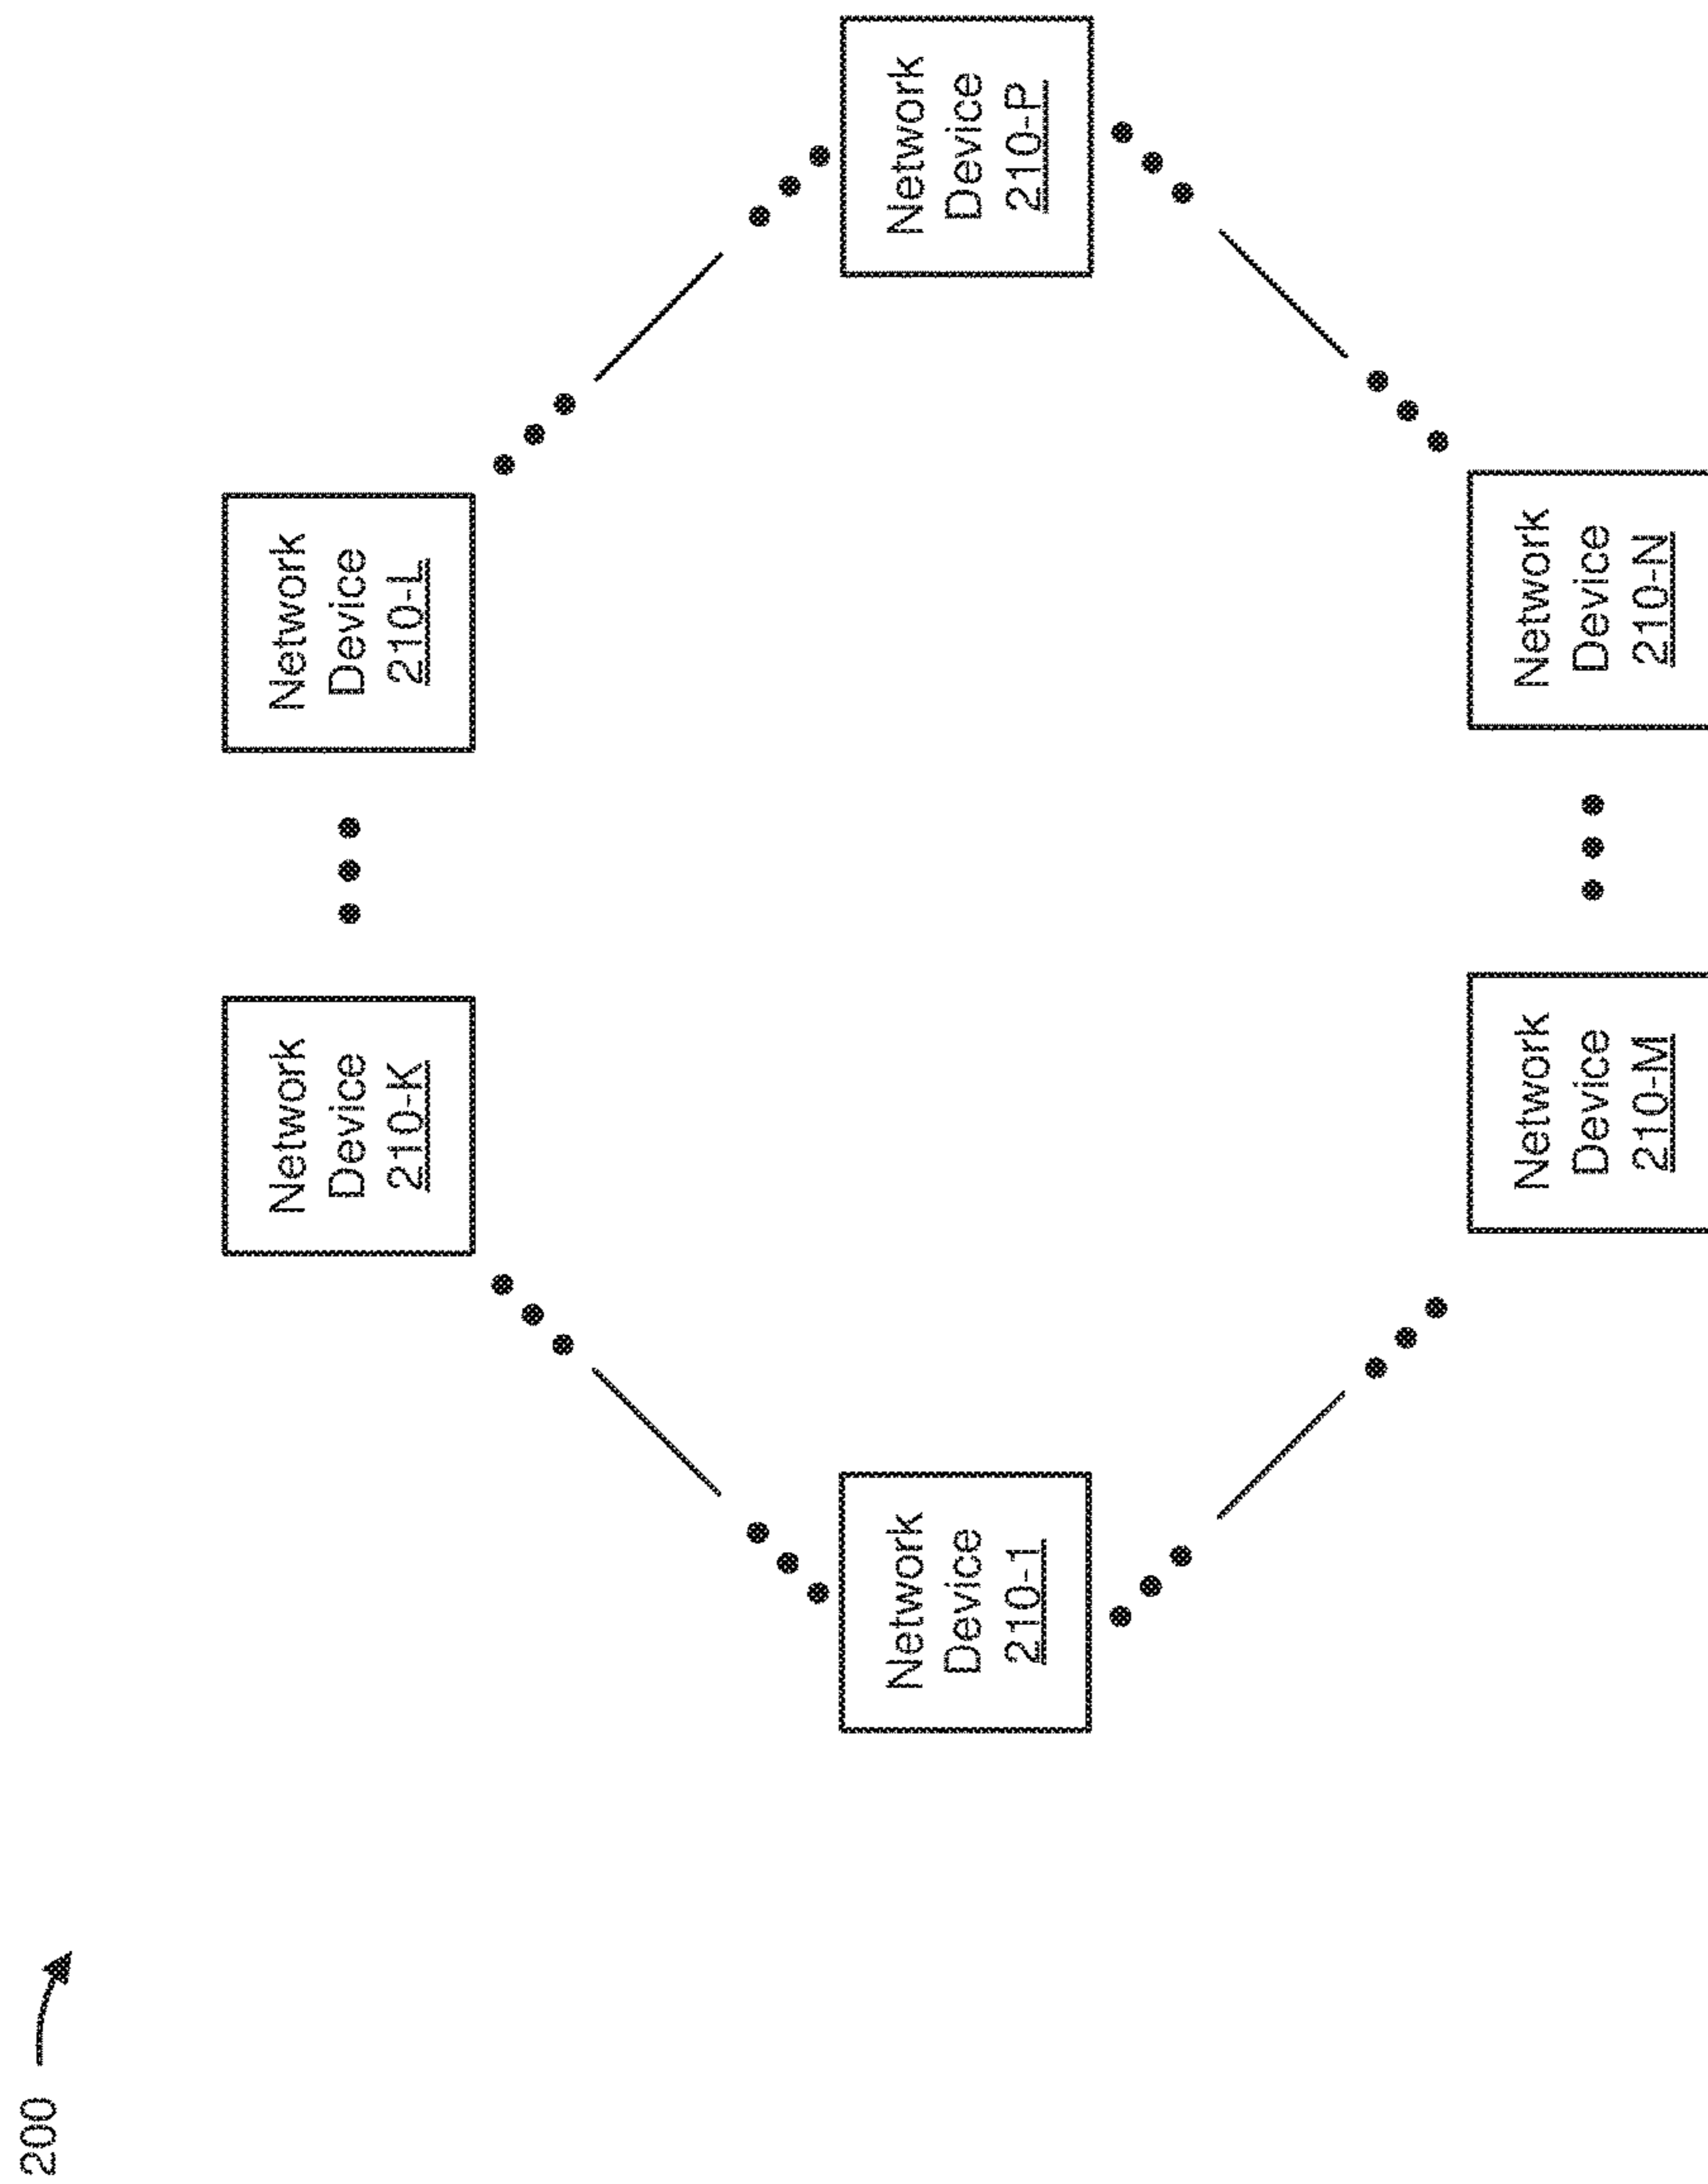 200
Network
Device
210-K
Network
Device
210-L
Network
Device
210-1
Network
Device
210-P
Network
Device
210-M
Network
Device
210-N